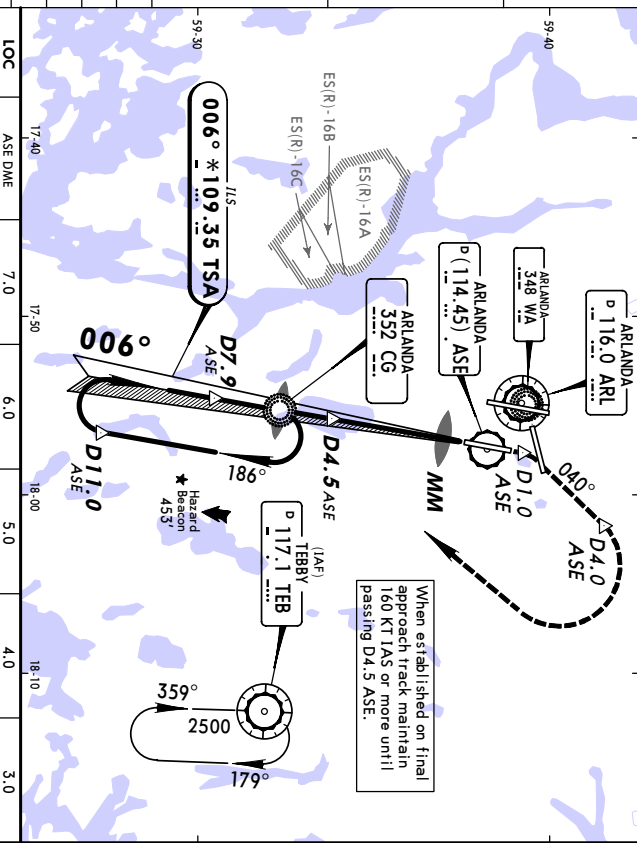 59-30
59-40
17-40
17-50
18-00
18-10
LOC
ASE DME
7.0
6.0
5.0
4.0
3.0
ES(R)-16B
ES(R)-16C
ES(R)-16A
ILS
006° *109.35 TSA
ARLANDA
D 116.0 ARL
ARLANDA
348 WA
ARLANDA
D (114.45) ASE
ARLANDA
352 CG
006°
D7.9
ASE
D4.5 ASE
MM
D1.0
ASE
040°
D4.0
ASE
D11.0
ASE
186°
Hazard
Beacon
453'
(IAF)
TEBBY
D 117.1 TEB
When established on final
approach track maintain
160 KT IAS or more until
passing D4.5 ASE.
359°
2500
179°